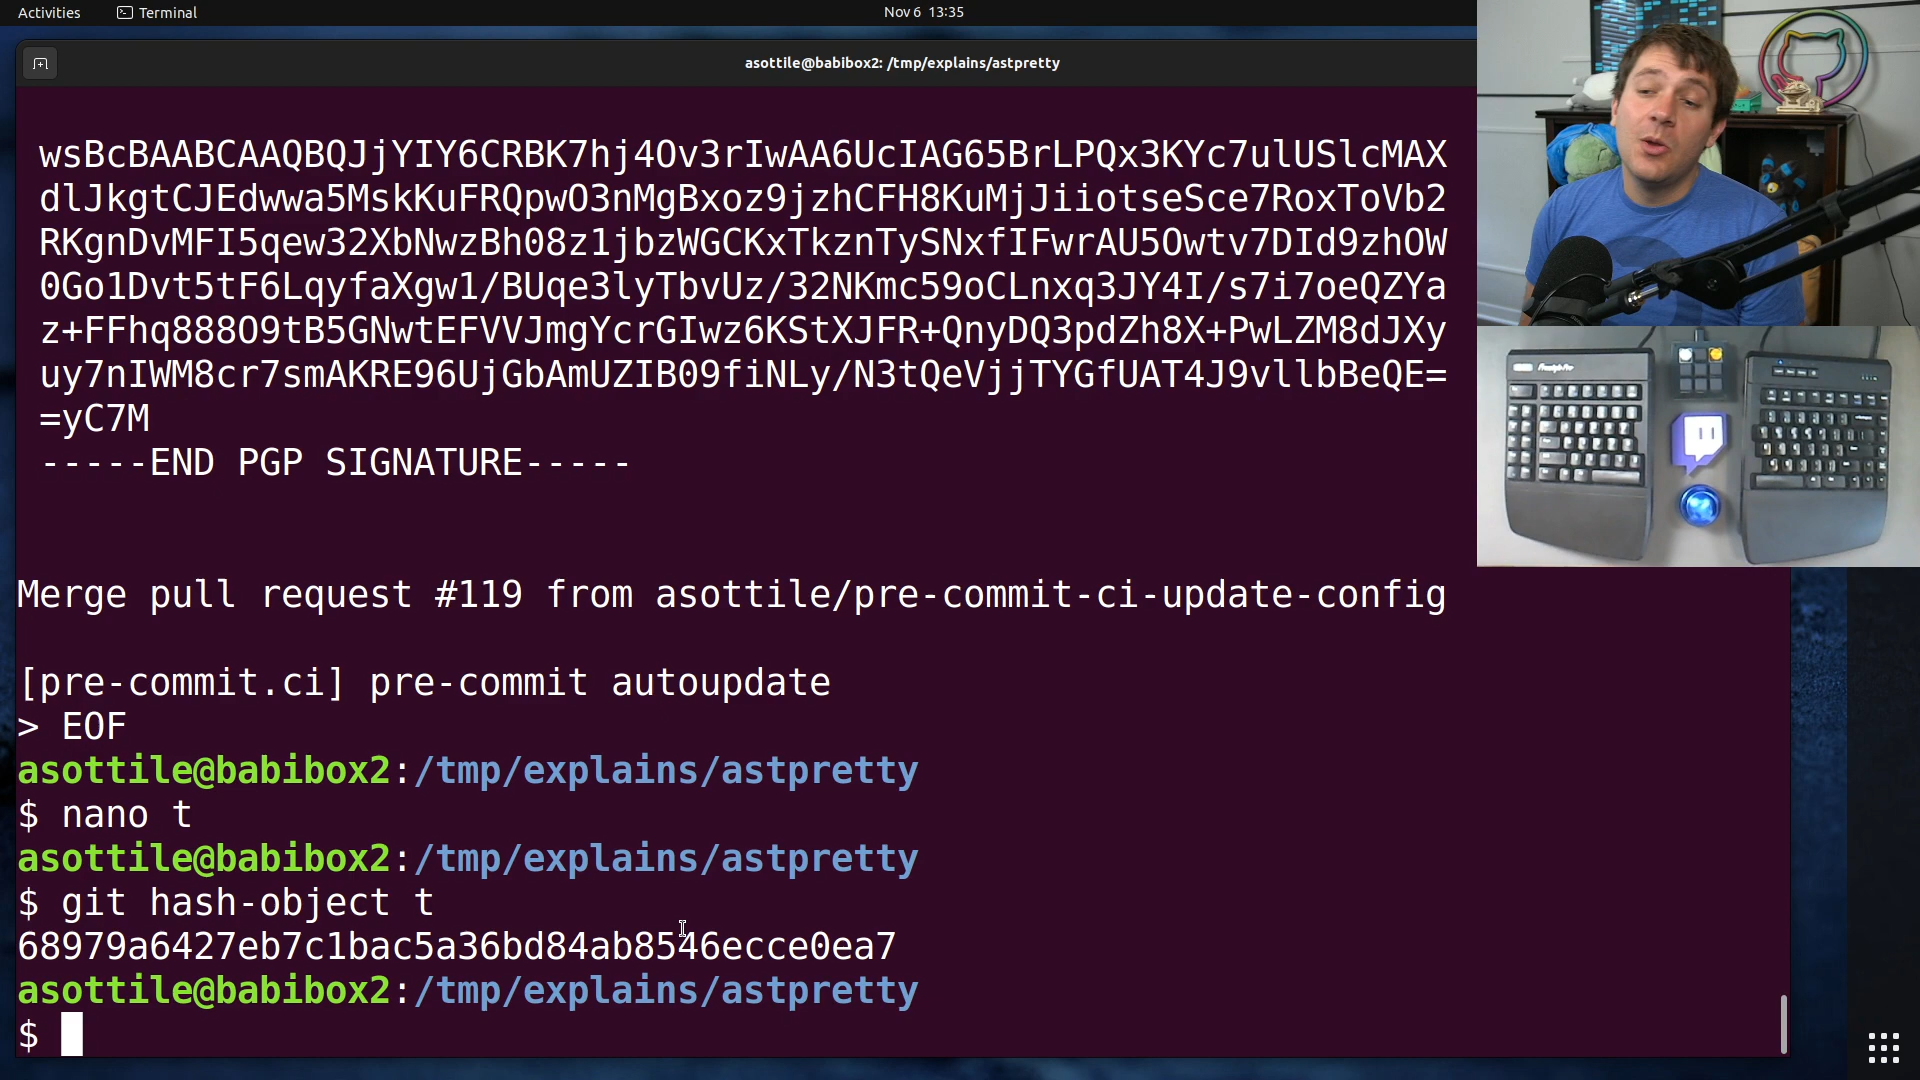 Activities
Terminal
Nov 6 13:35
asottile@babibox2: /tmp/explains/astpretty
wsBcBAABCAAQBQJjYIY6CRBK7hj4Ov3rIwAA6UcIAG65BrLPQx3KYc7ulUSlcMAX
dlJkgtCJEdwwa5MskKuFRQpwO3nMgBxoz9jzhCFH8KuMjJiiotseSce7RoxToVb2
RKgnDvMFI5qew32XbNwzBh08z1jbzWGCKxTkznTySNxfIFwrAU5Owtv7DId9zhOW
0Go1Dvt5tF6LqyfaXgw1/BUqe3lyTbvUz/32NKmc59oCLnxq3JY4I/s7i7oeQZYa
z+FFhq888O9tB5GNwtEFVVJmgYcrGIwz6KStXJFR+QnyDQ3pdZh8X+PwLZM8dJXy
uy7nIWM8cr7smAKRE96UjGbAmUZIB09fiNLy/N3tQeVjjTYGfUAT4J9vllbBeQE=
=yC7M
-----END PGP SIGNATURE-----
Merge pull request #119 from asottile/pre-commit-ci-update-config
[pre-commit.ci] pre-commit autoupdate
> EOF
asottile@babibox2:/tmp/explains/astpretty
$ nano t
asottile@babibox2:/tmp/explains/astpretty
$ git hash-object t
68979a6427eb7c1bac5a36bd84ab8546ecce0ea7
asottile@babibox2:/tmp/explains/astpretty
$